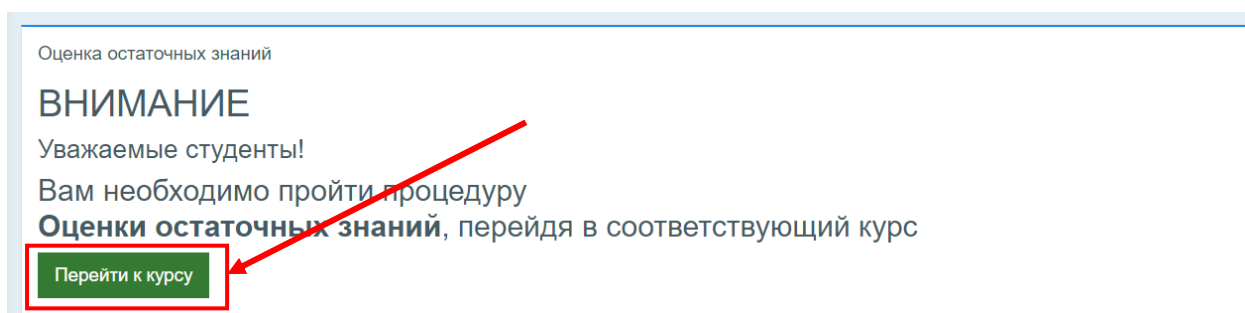 Оценка остаточных знаний
ВНИМАНИЕ
Уважаемые студенты!
Вам необходимо пройти процедуру
Оценки остаточных знаний, перейдя в соответствующий курс
Перейти к курсу